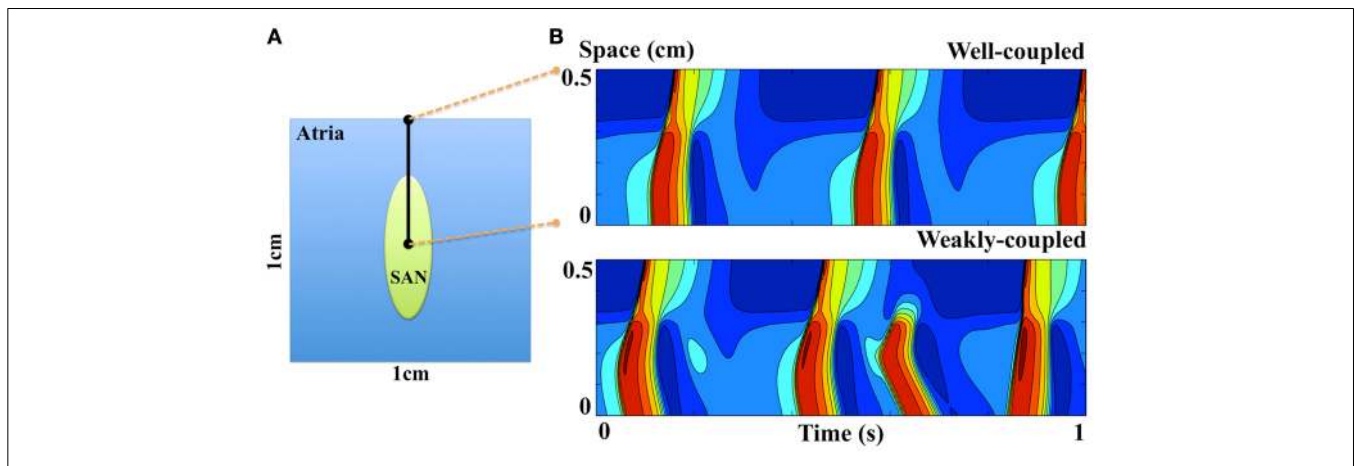 A
Atria
SAN
1cm
1cm
B
Space (cm)
Well-coupled
0.5
0
Weakly-coupled
0.5
0
0
Time (s)
1